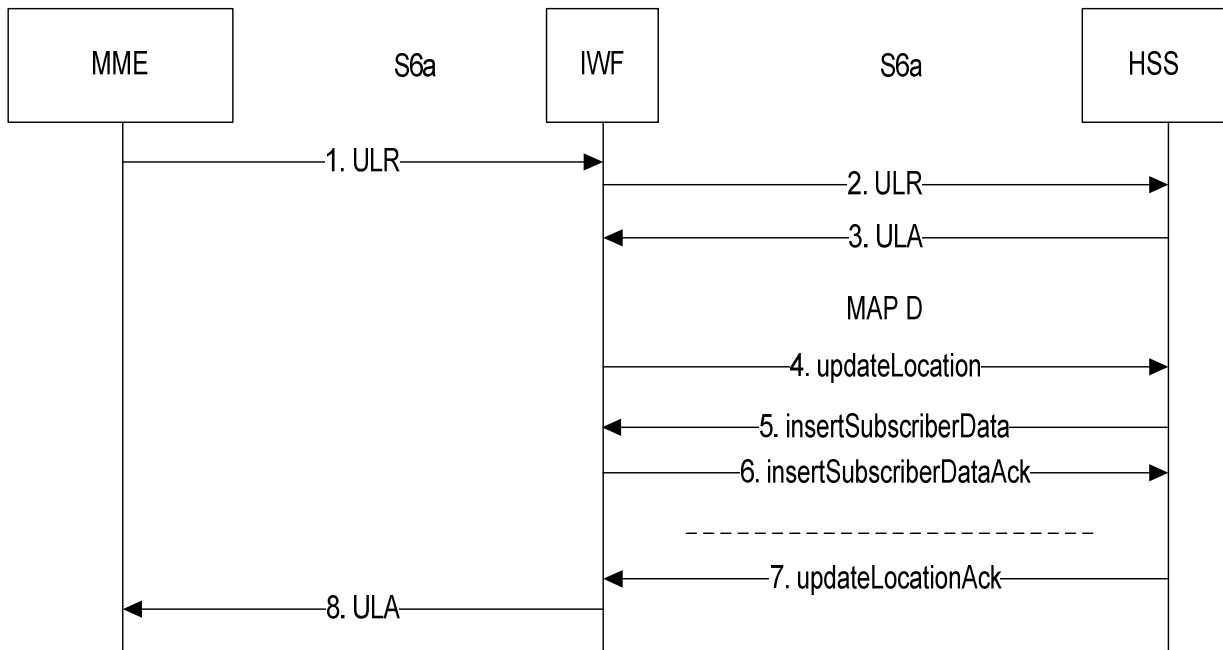 MME
S6a
IWF
S6a
HSS
1. ULR
2. ULR
3. ULA
MAP D
4. updateLocation
5. insertSubscriberData
6. insertSubscriberDataAck
7. updateLocationAck
8. ULA